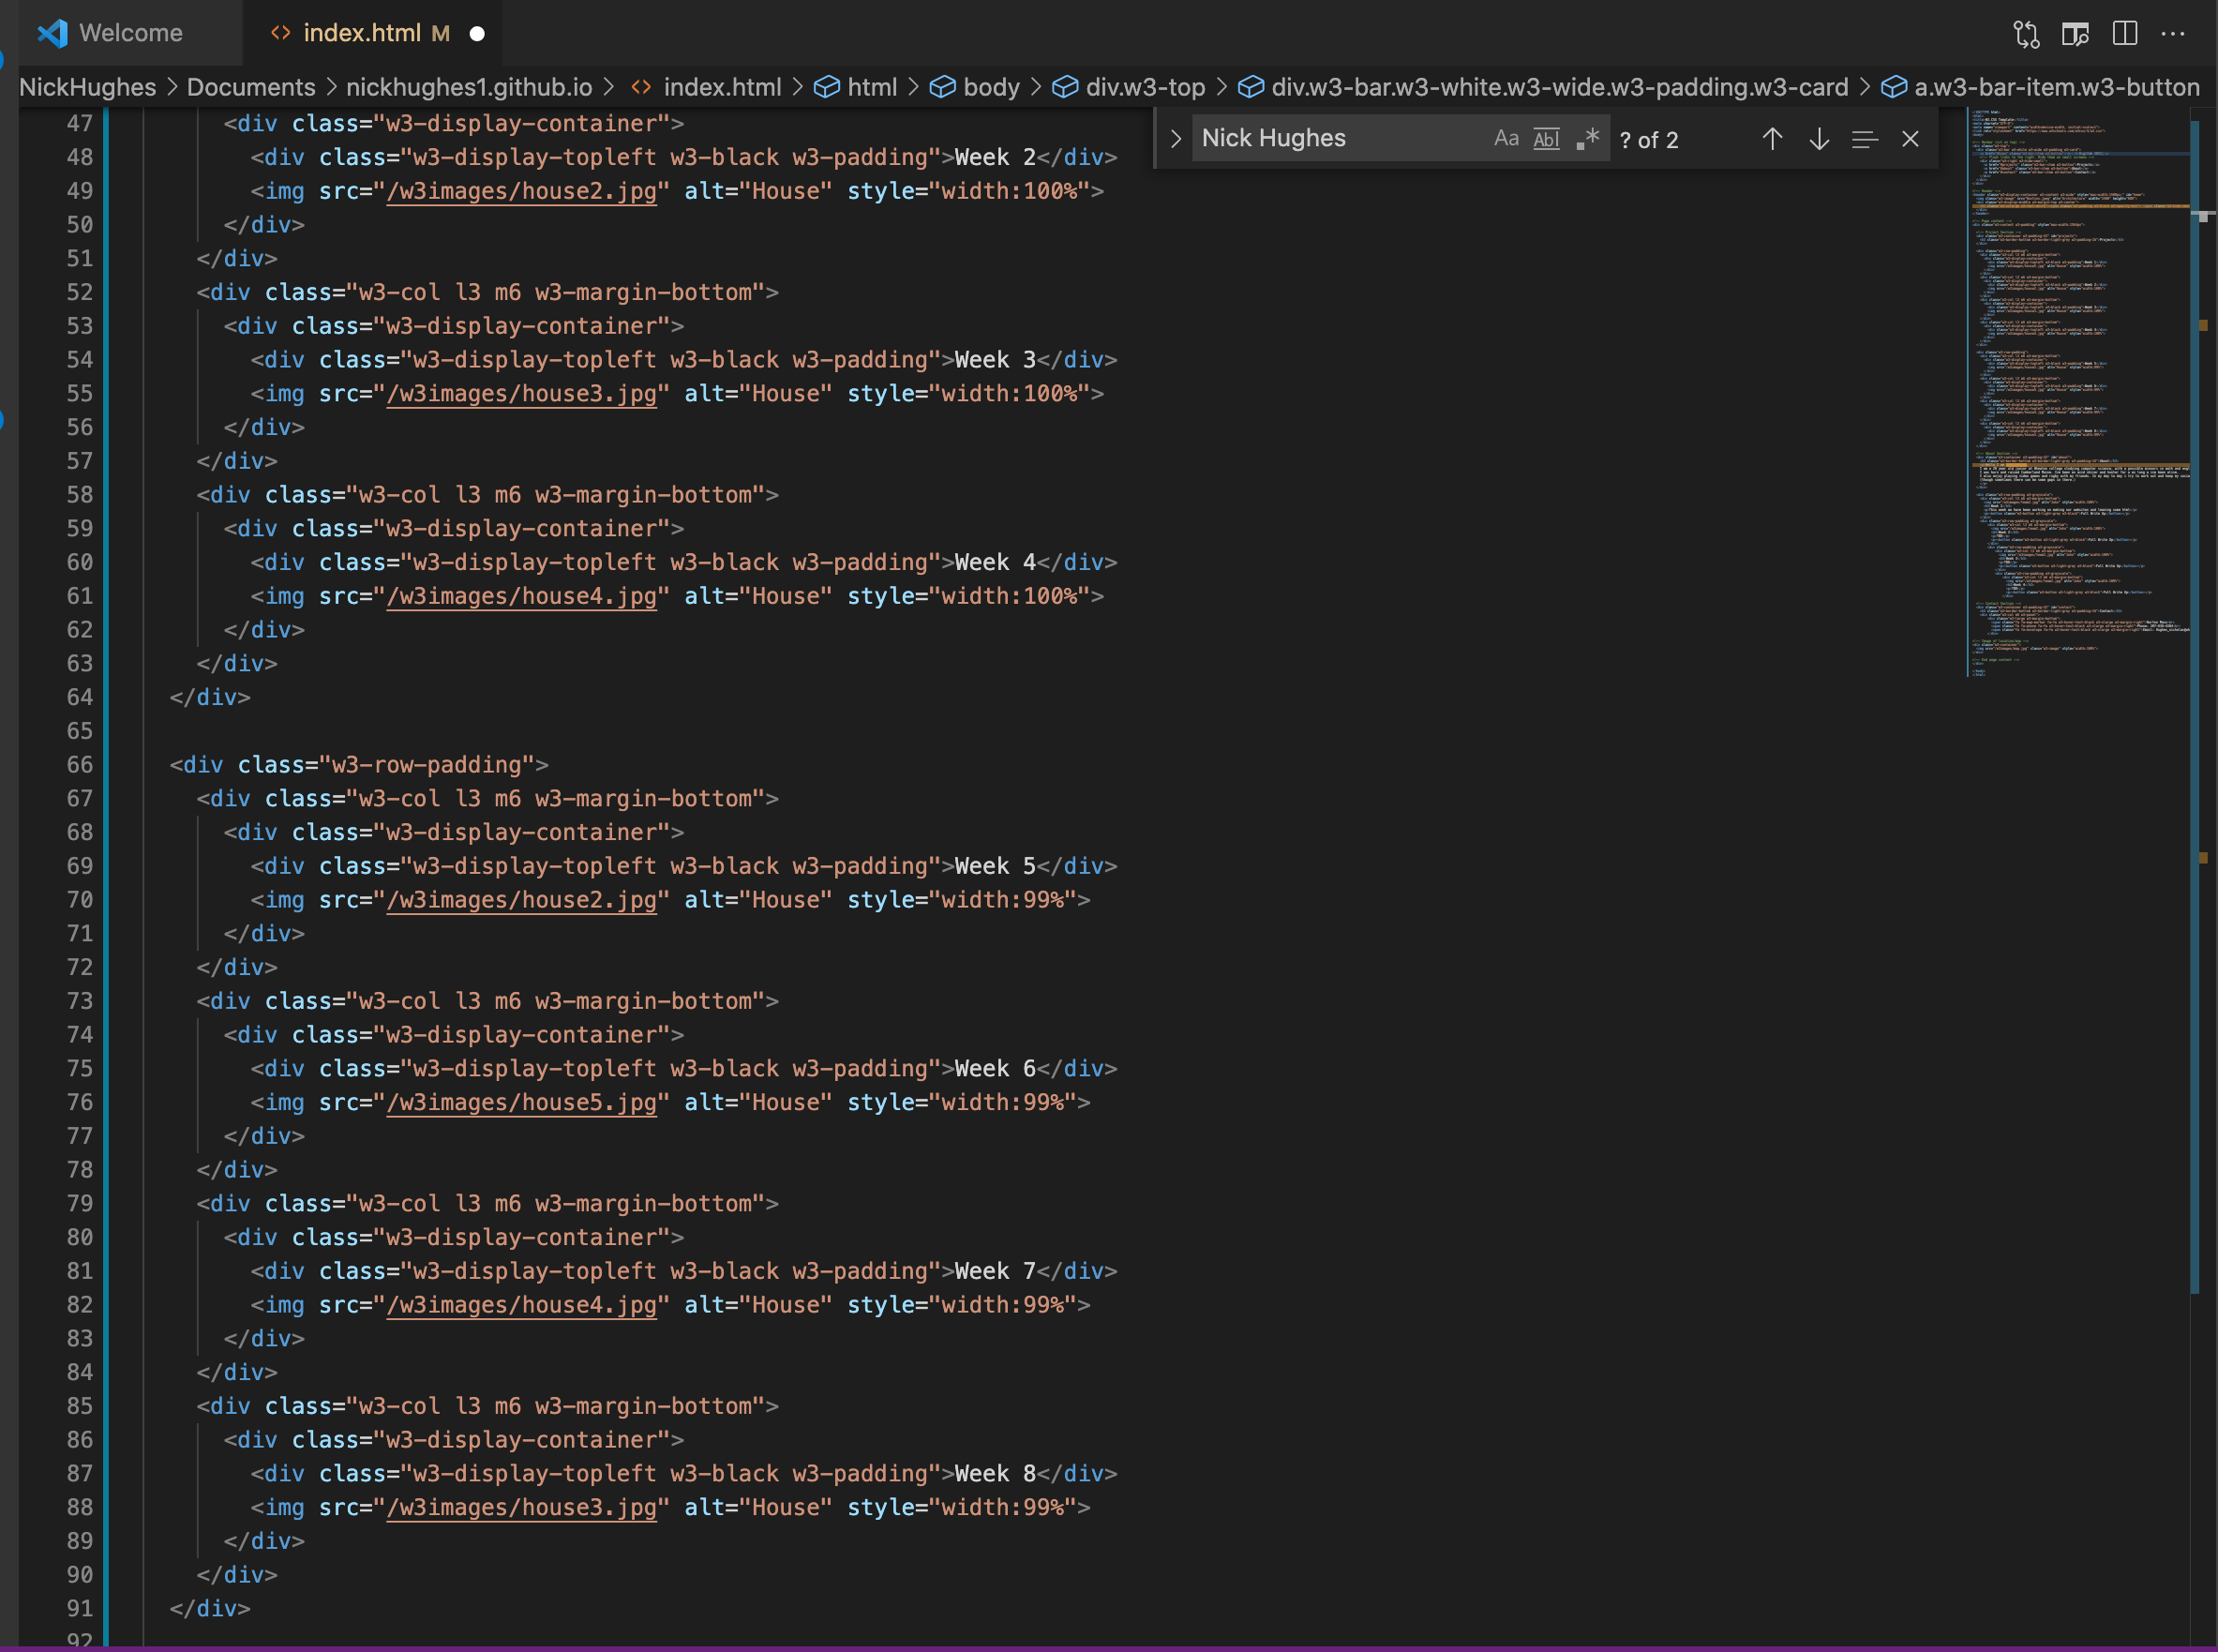 Welcome
index.html M
NickHughes > Documents > nickhughes1.github.io > index.html > html > body > div.w3-top > div.w3-bar.w3-white.w3-wide.w3-padding.w3-card > a.w3-bar-item.w3-button
Nick Hughes Aa Abl .* ? of 2
47 <div class="w3-display-container">
48 <div class="w3-display-topleft w3-black w3-padding">Week 2</div>
49 <img src="/w3images/house2.jpg" alt="House" style="width:100%">
50 </div>
51 </div>
52 <div class="w3-col l3 m6 w3-margin-bottom">
53 <div class="w3-display-container">
54 <div class="w3-display-topleft w3-black w3-padding">Week 3</div>
55 <img src="/w3images/house3.jpg" alt="House" style="width:100%">
56 </div>
57 </div>
58 <div class="w3-col l3 m6 w3-margin-bottom">
59 <div class="w3-display-container">
60 <div class="w3-display-topleft w3-black w3-padding">Week 4</div>
61 <img src="/w3images/house4.jpg" alt="House" style="width:100%">
62 </div>
63 </div>
64 </div>
65
66 <div class="w3-row-padding">
67 <div class="w3-col l3 m6 w3-margin-bottom">
68 <div class="w3-display-container">
69 <div class="w3-display-topleft w3-black w3-padding">Week 5</div>
70 <img src="/w3images/house2.jpg" alt="House" style="width:99%">
71 </div>
72 </div>
73 <div class="w3-col l3 m6 w3-margin-bottom">
74 <div class="w3-display-container">
75 <div class="w3-display-topleft w3-black w3-padding">Week 6</div>
76 <img src="/w3images/house5.jpg" alt="House" style="width:99%">
77 </div>
78 </div>
79 <div class="w3-col l3 m6 w3-margin-bottom">
80 <div class="w3-display-container">
81 <div class="w3-display-topleft w3-black w3-padding">Week 7</div>
82 <img src="/w3images/house4.jpg" alt="House" style="width:99%">
83 </div>
84 </div>
85 <div class="w3-col l3 m6 w3-margin-bottom">
86 <div class="w3-display-container">
87 <div class="w3-display-topleft w3-black w3-padding">Week 8</div>
88 <img src="/w3images/house3.jpg" alt="House" style="width:99%">
89 </div>
90 </div>
91 </div>
92